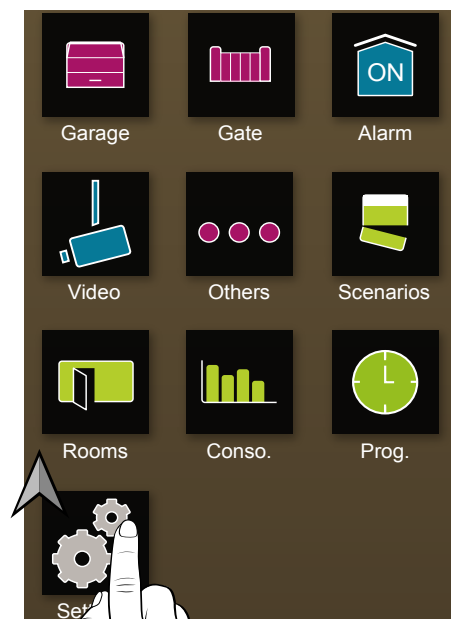 ON
Garage Gate Alarm
Video Others Scenarios
Rooms Conso. Prog.